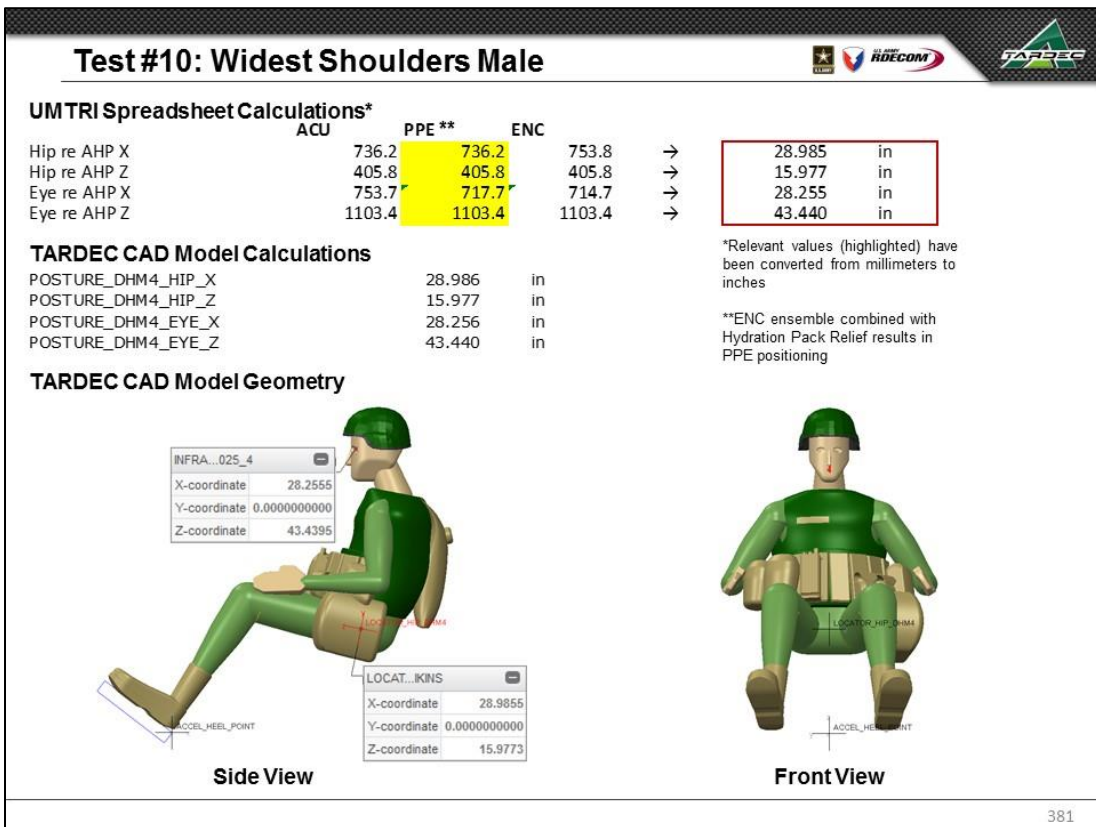 Test #10: Widest Shoulders Male
U.S. ARMY
U.S. ARMY
RDECOM
TARDEC
UMTRI Spreadsheet Calculations*
ACU PPE ** ENC
Hip re AHP X 736.2 736.2 753.8 → 28.985 in
Hip re AHP Z 405.8 405.8 405.8 → 15.977 in
Eye re AHP X 753.7 717.7 714.7 → 28.255 in
Eye re AHP Z 1103.4 1103.4 1103.4 → 43.440 in
*Relevant values (highlighted) have
been converted from millimeters to
inches
**ENC ensemble combined with
Hydration Pack Relief results in
PPE positioning
TARDEC CAD Model Calculations
POSTURE_DHM4_HIP_X 28.986 in
POSTURE_DHM4_HIP_Z 15.977 in
POSTURE_DHM4_EYE_X 28.256 in
POSTURE_DHM4_EYE_Z 43.440 in
TARDEC CAD Model Geometry
INFRA...025_4
X-coordinate 28.2555
Y-coordinate 0.0000000000
Z-coordinate 43.4395
LOCATOR_HIP_DHM4
LOCAT...IKINS
X-coordinate 28.9855
Y-coordinate 0.0000000000
Z-coordinate 15.9773
ACCEL_HEEL_POINT
Side View
LOCATOR_HIP_DHM4
ACCEL_HEEL_POINT
Front View
381